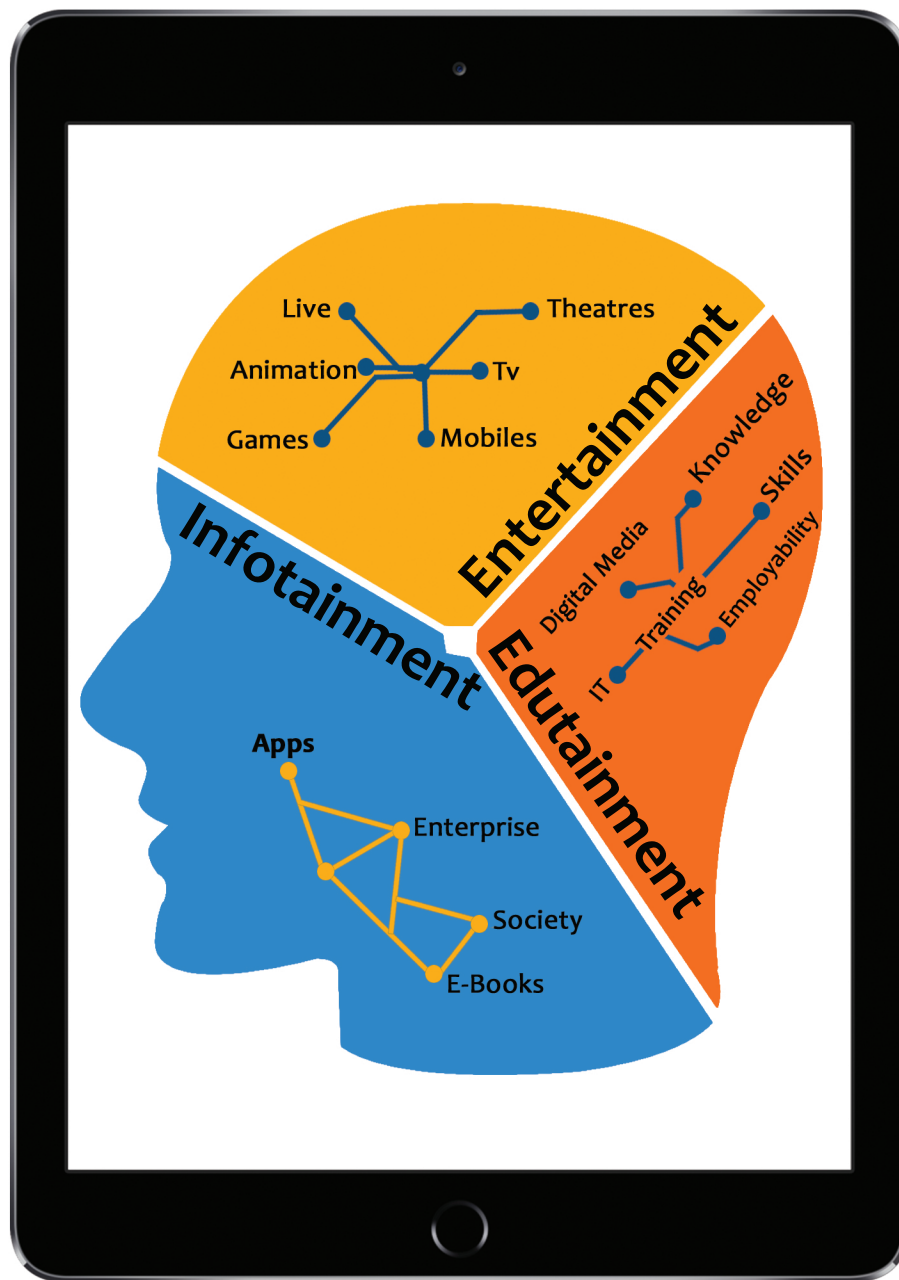 Live
Theatres
Animation
Tv
Games
Mobiles
Entertainment
Knowledge
Skills
Digital Media
Training
Employability
IT
Edutainment
Infotainment
Apps
Enterprise
Society
E-Books